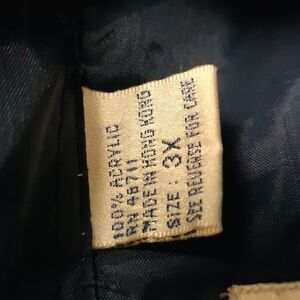 100% ACRYLIC
RN 48711
MADE IN HONG KONG
SIZE : 3X
SEE REVERSE FOR CARE